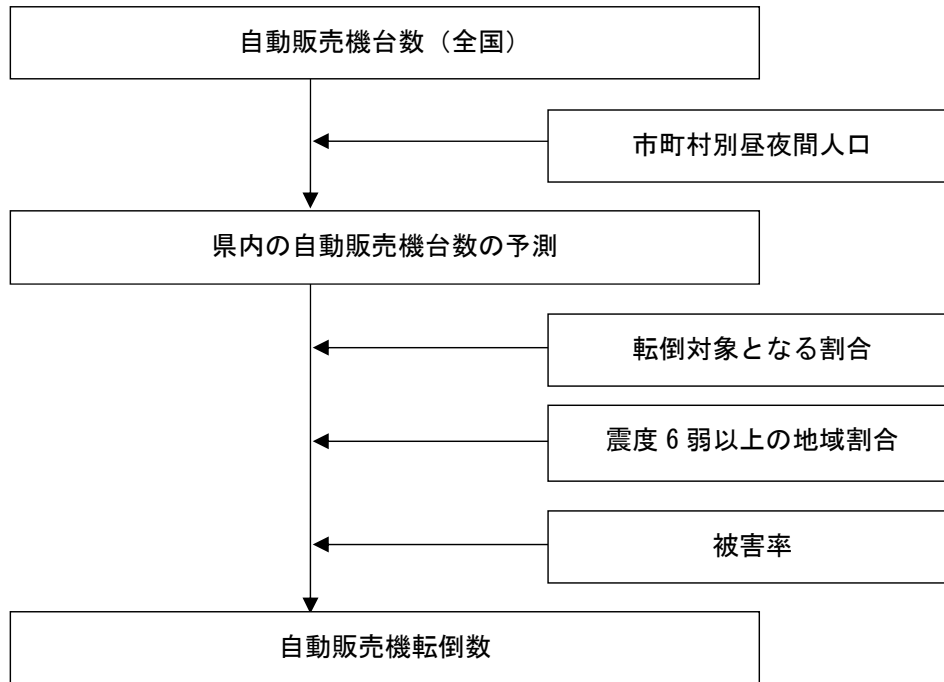 自動販売機台数（全国）
市町村別昼夜間人口
県内の自動販売機台数の予測
転倒対象となる割合
震度６弱以上の地域割合
被害率
自動販売機転倒数